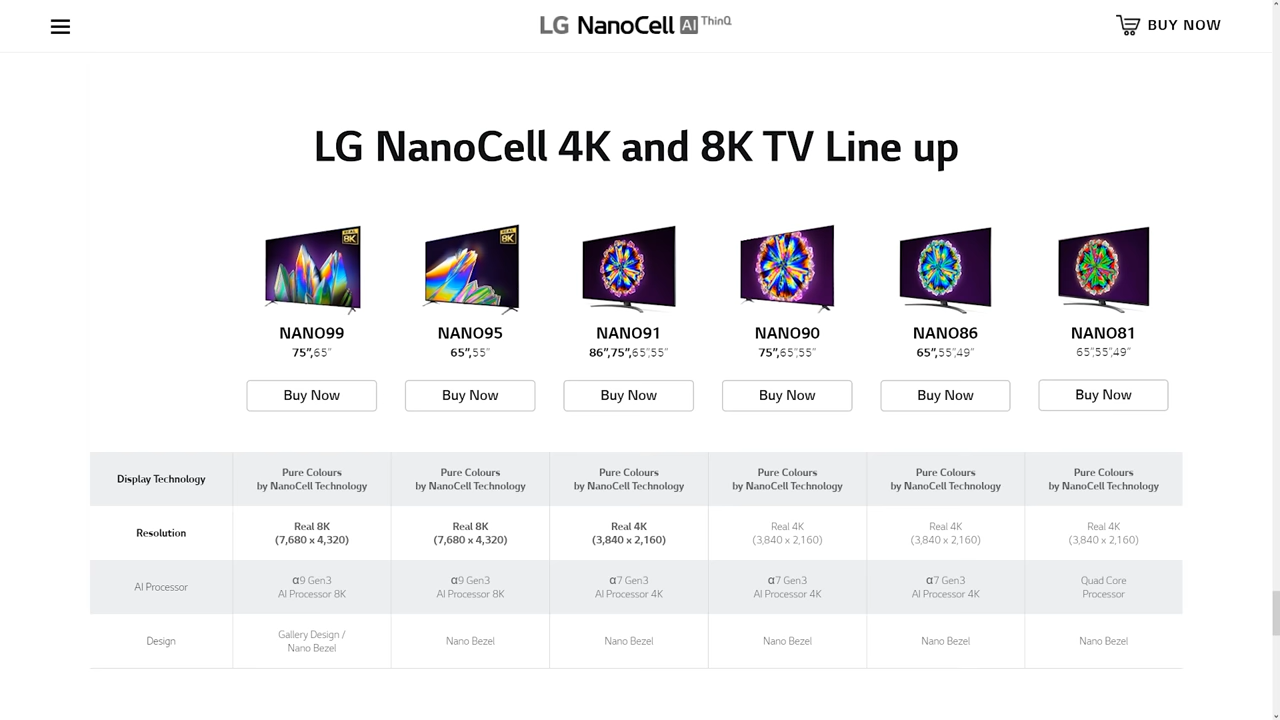 LG NanoCell AI ThinQ
BUY NOW
LG NanoCell 4K and 8K TV Line up
REAL 8K
REAL 8K
NANO99
75”,65”
Buy Now
NANO95
65”,55”
Buy Now
NANO91
86”,75”,65”,55”
Buy Now
NANO90
75”,65”,55”
Buy Now
NANO86
65”,55”,49”
Buy Now
NANO81
65”,55”,49”
Buy Now
Display Technology
Pure Colours
by NanoCell Technology
Pure Colours
by NanoCell Technology
Pure Colours
by NanoCell Technology
Pure Colours
by NanoCell Technology
Pure Colours
by NanoCell Technology
Pure Colours
by NanoCell Technology
Resolution
Real 8K
(7,680 x 4,320)
Real 8K
(7,680 x 4,320)
Real 4K
(3,840 x 2,160)
Real 4K
(3,840 x 2,160)
Real 4K
(3,840 x 2,160)
Real 4K
(3,840 x 2,160)
AI Processor
α9 Gen3
AI Processor 8K
α9 Gen3
AI Processor 8K
α7 Gen3
AI Processor 4K
α7 Gen3
AI Processor 4K
α7 Gen3
AI Processor 4K
Quad Core
Processor
Design
Gallery Design /
Nano Bezel
Nano Bezel
Nano Bezel
Nano Bezel
Nano Bezel
Nano Bezel